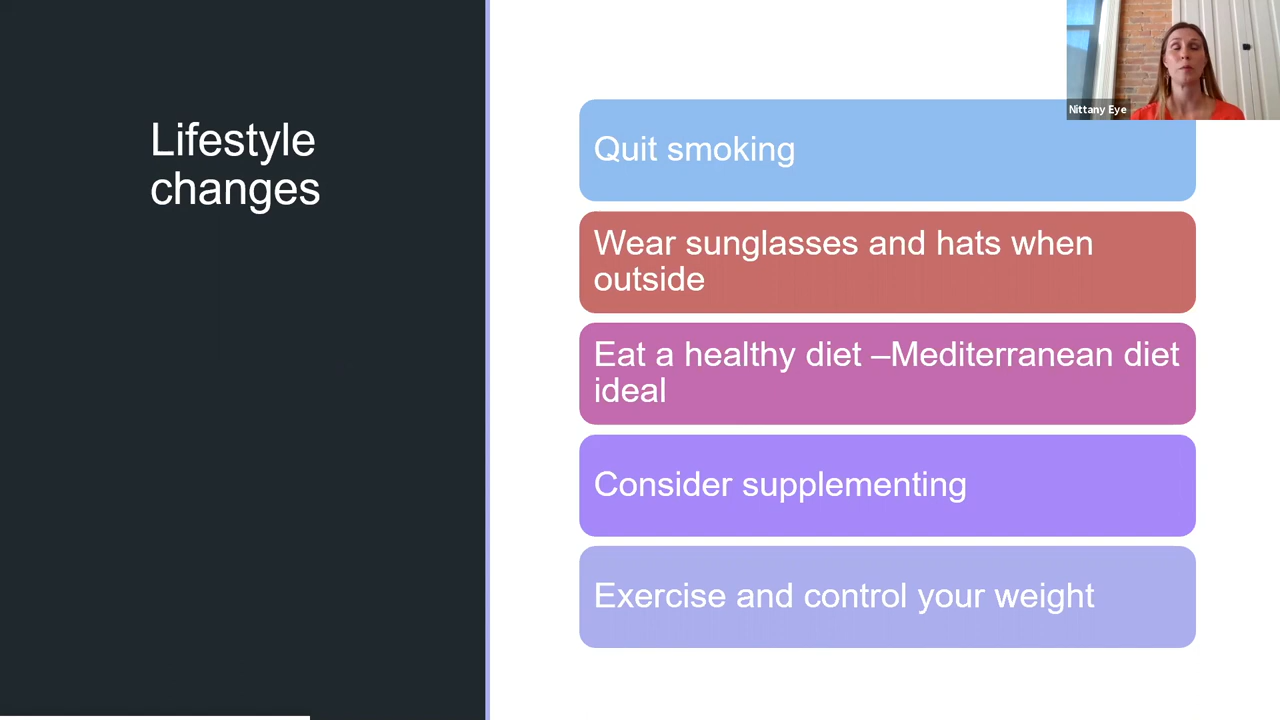 Lifestyle
changes
Nittany Eye
Quit smoking
Wear sunglasses and hats when
outside
Eat a healthy diet –Mediterranean diet
ideal
Consider supplementing
Exercise and control your weight